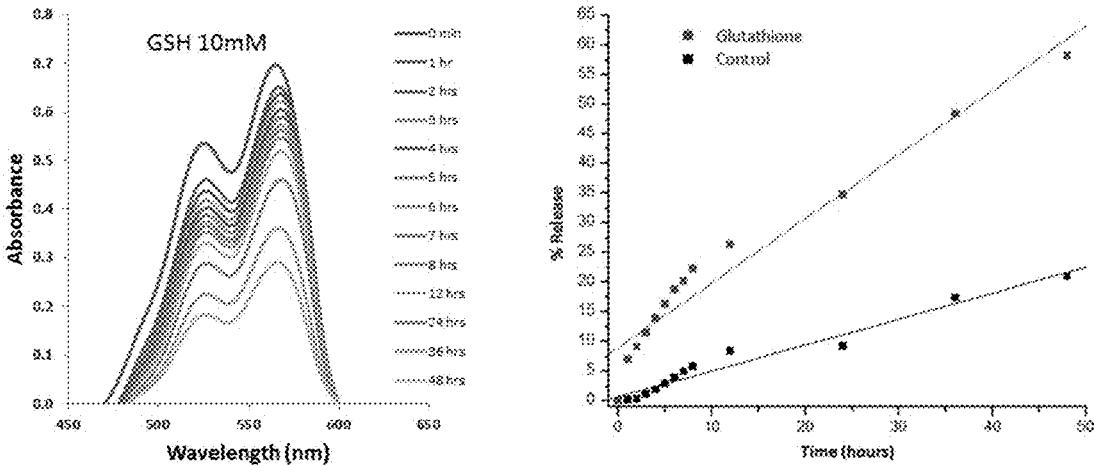 GSH 10mM
Absorbance
0.8
0.7
0.6
0.5
0.4
0.3
0.2
0.1
0.0
450 500 550 600 650
Wavelength (nm)
0 min
1 hr
2 hrs
3 hrs
4 hrs
5 hrs
6 hrs
7 hrs
8 hrs
12 hrs
24 hrs
36 hrs
48 hrs
% Release
65
60
55
50
45
40
35
30
25
20
15
10
5
0
Glutathione
Control
0 10 20 30 40 50
Time (hours)